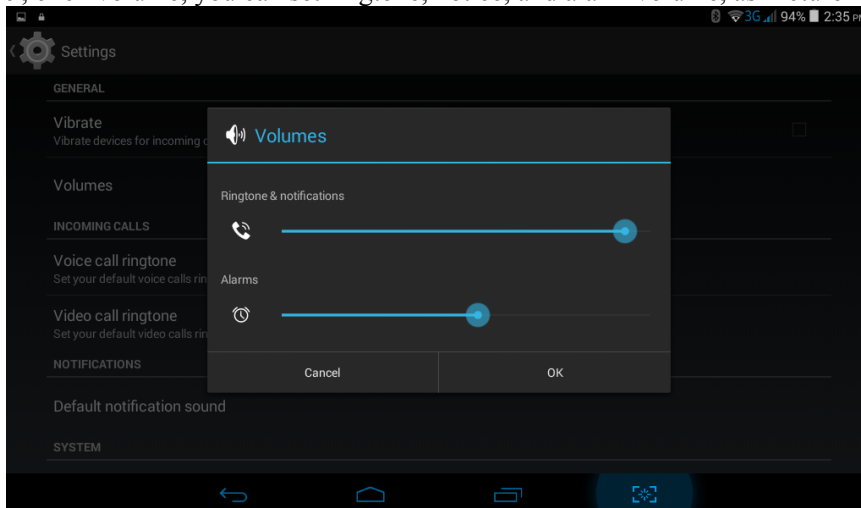 94% 2:35 PM
3G
Settings
GENERAL
Vibrate
Vibrate devices for incoming
Volumes
Volumes
Ringtone & notifications
INCOMING CALLS
Voice call ringtone
Set your default voice calls
Alarms
Video call ringtone
Set your default video calls
NOTIFICATIONS
Cancel OK
Default notification sound
SYSTEM